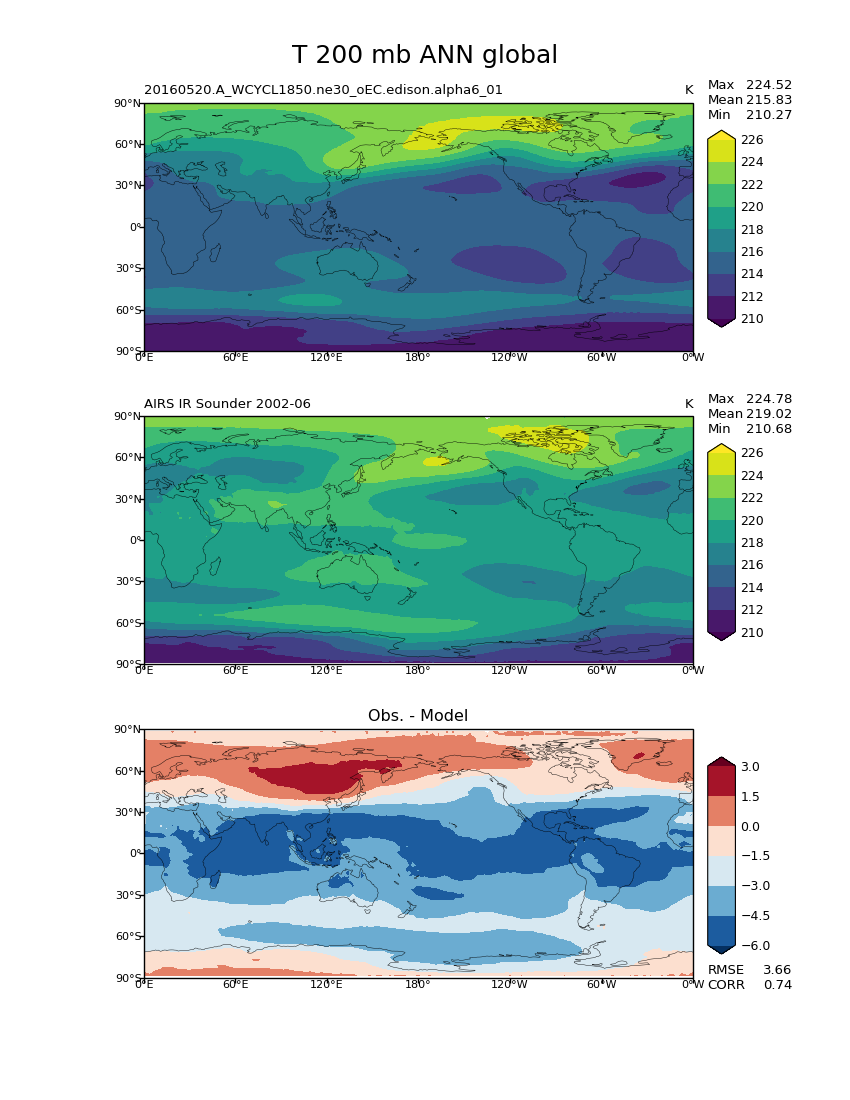 T 200 mb ANN global
20160520.A_WCYCL1850.ne30_oEC.edison.alpha6_01 K
Max 224.52
Mean 215.83
Min 210.27
90°N
60°N
30°N
0°
30°S
60°S
90°S
0°E 60°E 120°E 180° 120°W 60°W 0°W
226
224
222
220
218
216
214
212
210
AIRS IR Sounder 2002-06 K
Max 224.78
Mean 219.02
Min 210.68
90°N
60°N
30°N
0°
30°S
60°S
90°S
0°E 60°E 120°E 180° 120°W 60°W 0°W
226
224
222
220
218
216
214
212
210
Obs. - Model
90°N
60°N
30°N
0°
30°S
60°S
90°S
0°E 60°E 120°E 180° 120°W 60°W 0°W
3.0
1.5
0.0
−1.5
−3.0
−4.5
−6.0
RMSE 3.66
CORR 0.74